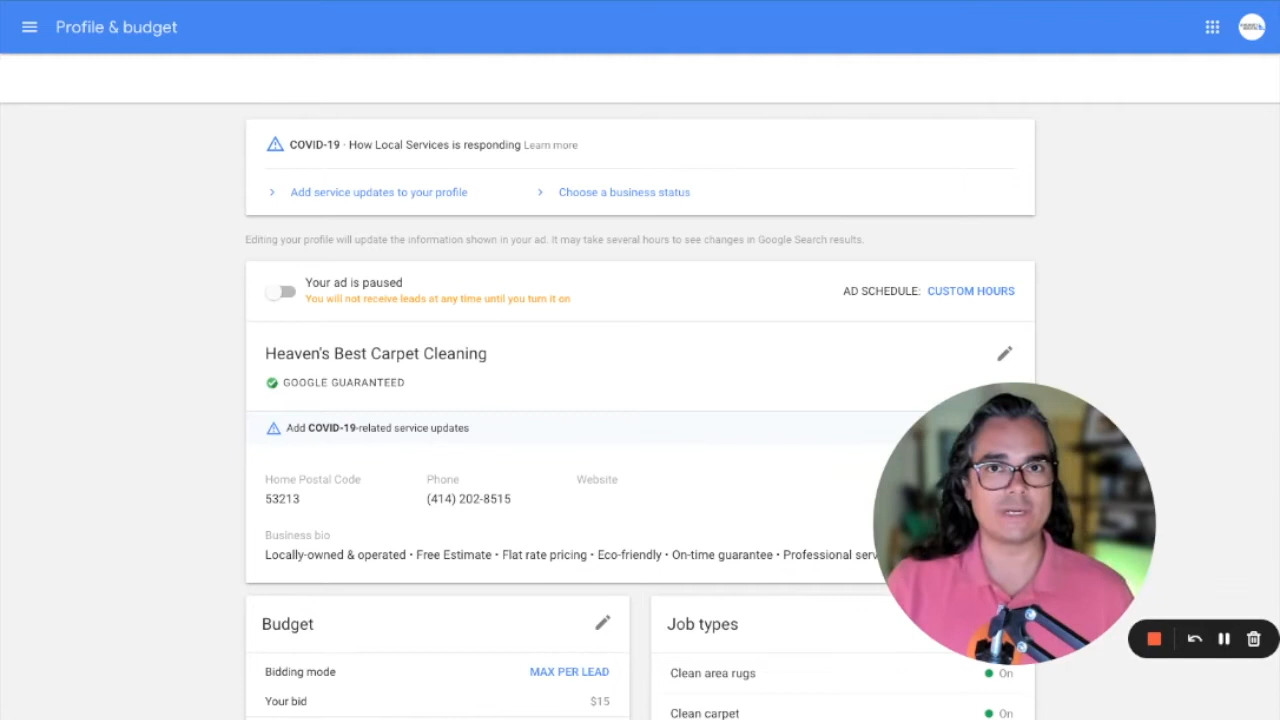 Profile & budget
COVID-19 · How Local Services is responding Learn more
Add service updates to your profile
Choose a business status
Editing your profile will update the information shown in your ad. It may take several hours to see changes in Google Search results.
Your ad is paused
You will not receive leads at any time until you turn it on
AD SCHEDULE: CUSTOM HOURS
Heaven's Best Carpet Cleaning
GOOGLE GUARANTEED
Add COVID-19-related service updates
Home Postal Code Phone Website
53213 (414) 202-8515
Business bio
Locally-owned & operated • Free Estimate • Flat rate pricing • Eco-friendly • On-time guarantee • Professional serv
Budget
Bidding mode MAX PER LEAD
Your bid $15
Job types
Clean area rugs On
Clean carpet On